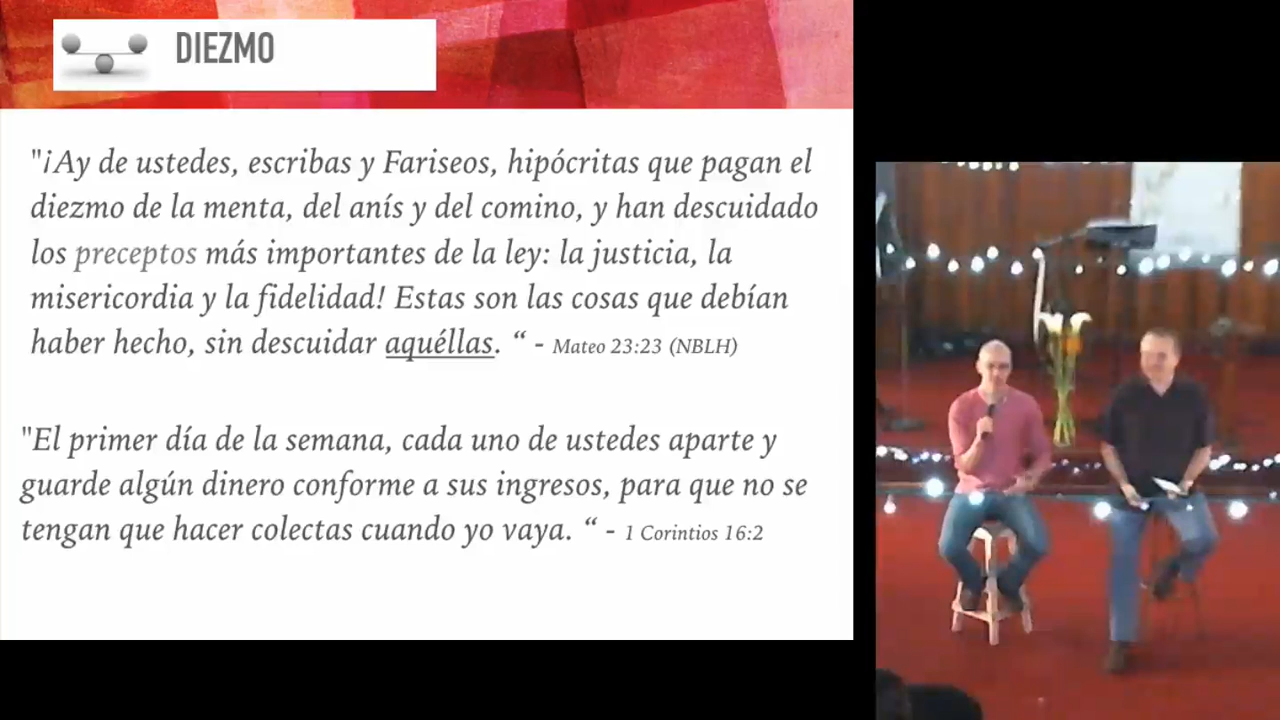 DIEZMO
"¡Ay de ustedes, escribas y Fariseos, hipócritas que pagan el
diezmo de la menta, del anís y del comino, y han descuidado
los preceptos más importantes de la ley: la justicia, la
misericordia y la fidelidad! Estas son las cosas que debían
haber hecho, sin descuidar aquéllas. “ - Mateo 23:23 (NBLH)
"El primer día de la semana, cada uno de ustedes aparte y
guarde algún dinero conforme a sus ingresos, para que no se
tengan que hacer colectas cuando yo vaya. “ - 1 Corintios 16:2